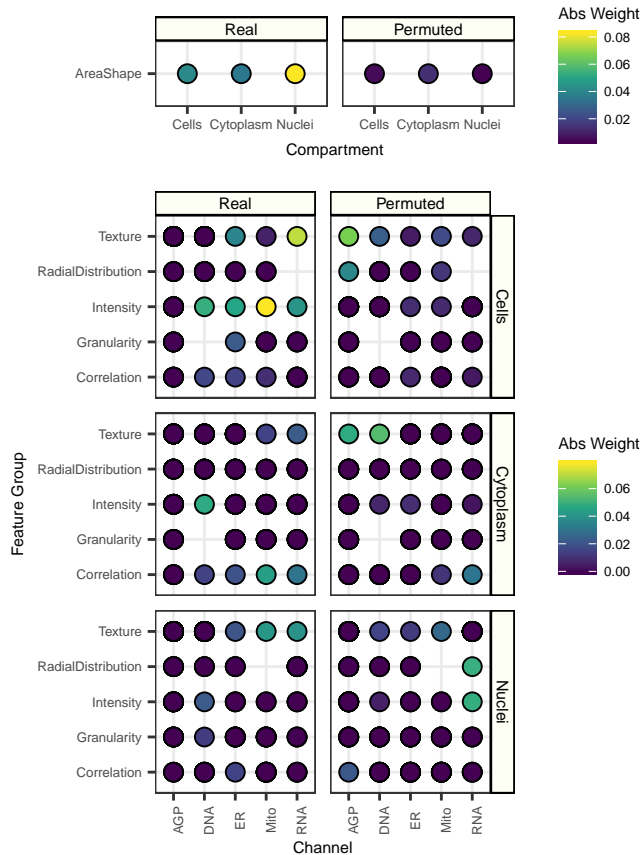 Abs Weight
Real Permuted
0.08
AreaShape
0.06
0.04
0.02
Cells Cytoplasm Nuclei Cells Cytoplasm Nuclei
Compartment
Real Permuted
Texture
RadialDistribution
Intensity
Granularity
Correlation
Cells
Texture
RadialDistribution
Intensity
Granularity
Correlation
Cytoplasm
Feature Group
Abs Weight
0.06
0.04
0.02
0.00
Texture
RadialDistribution
Intensity
Granularity
Correlation
Nuclei
AGP DNA ER Mito RNA AGP DNA ER Mito RNA
Channel